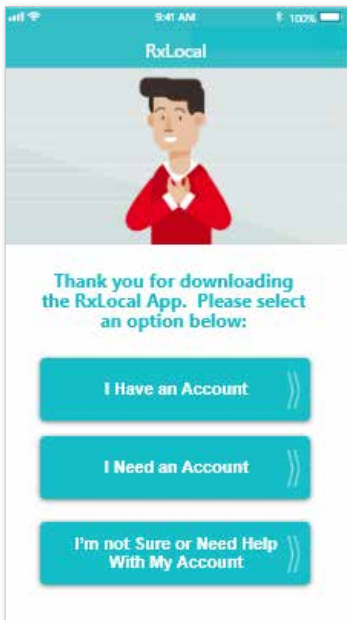 9:41 AM 100%
RxLocal
Thank you for downloading
the RxLocal App. Please select
an option below:
I Have an Account
I Need an Account
I'm not Sure or Need Help
With My Account